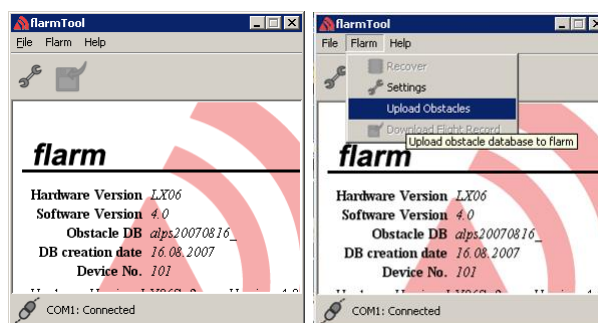 flarmTool
File Flarm Help
flarm
Hardware Version LX06
Software Version 4.0
Obstacle DB alps20070816_
DB creation date 16.08.2007
Device No. 101
COM1: Connected
flarmTool
File Flarm Help
Recover
Settings
Upload Obstacles
Download Flight Record
Upload obstacle database to flarm
flarm
Hardware Version LX06
Software Version 4.0
Obstacle DB alps20070816_
DB creation date 16.08.2007
Device No. 101
COM1: Connected